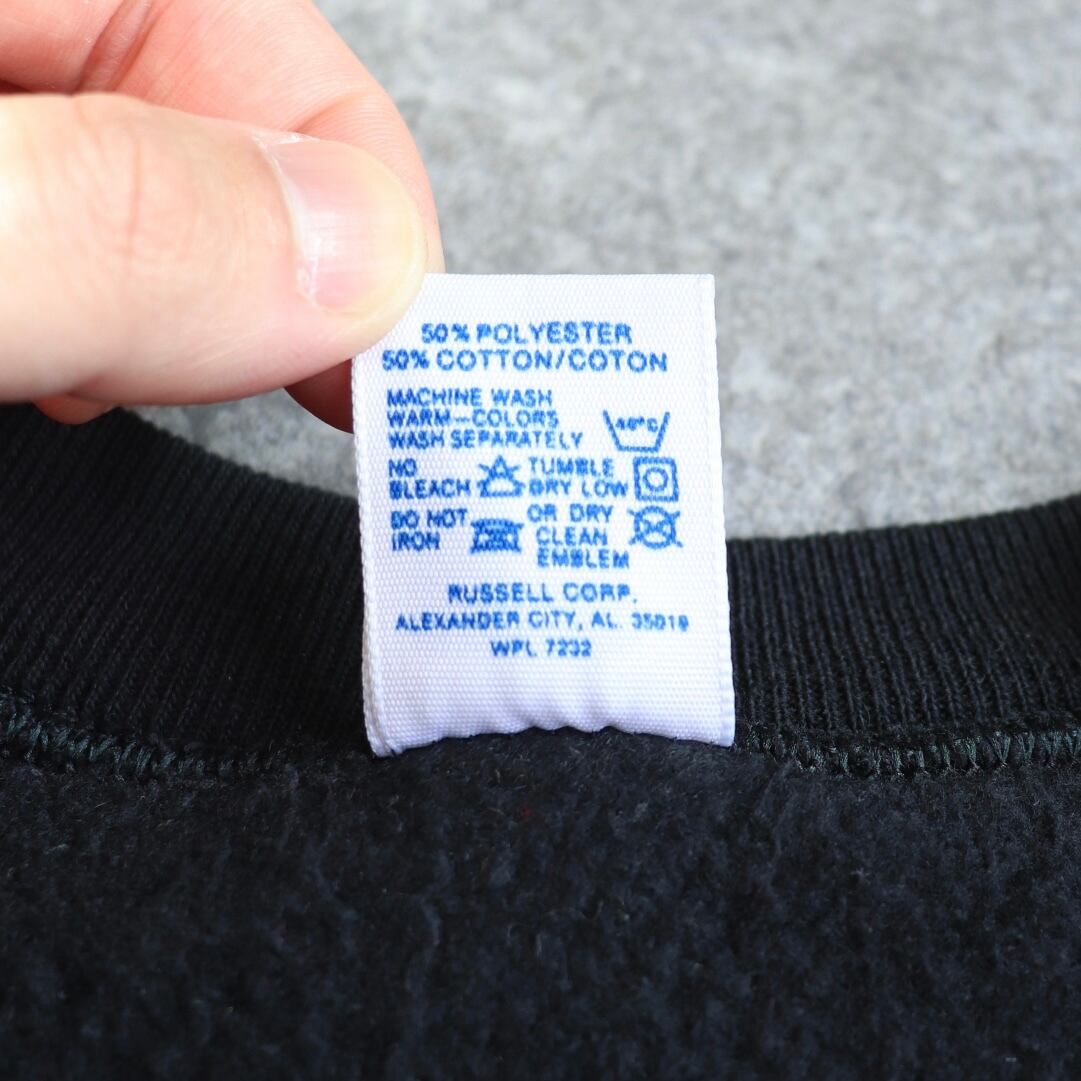 50% POLYESTER
50% COTTON/COTON
MACHINE WASH
WARM—COLORS
WASH SEPARATELY
40°C
NO
BLEACH
TUMBLE
DRY LOW
DO NOT
IRON
OR DRY
CLEAN
EMBLEM
RUSSELL CORP.
ALEXANDER CITY, AL. 35010
WPL 7232